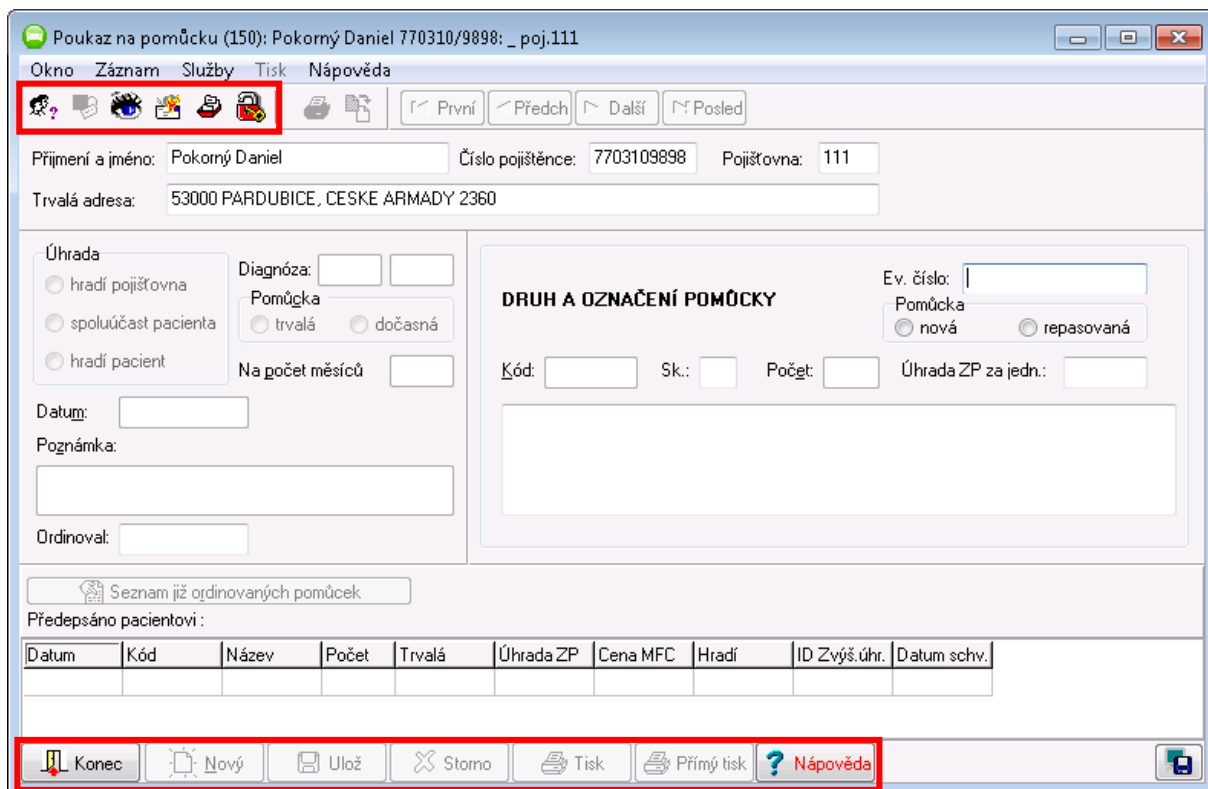 Poukaz na pomůcku (150): Pokorný Daniel 770310/9898: _ poj.111
Okno Záznam Služby Tisk Nápověda
První Předch Další Posled
Přijmení a jméno: Pokorný Daniel Číslo pojištěnce: 7703109898 Pojišťovna: 111
Trvalá adresa: 53000 PARDUBICE, CESKE ARMADY 2360
Úhrada
hradí pojišťovna
spoluúčast pacienta
hradí pacient
Diagnóza:
Pomůcka
trvalá dočasná
Na počet měsíců
Datum:
Poznámka:
Ordinoval:
DRUH A OZNAČENÍ POMŮCKY
Ev. číslo:
Pomůcka
nová repasovaná
Kód: Sk.: Počet: Úhrada ZP za jedn.:
Seznam již ordinovaných pomůcek
Předepsáno pacientovi :
Datum Kód Název Počet Trvalá Úhrada ZP Cena MFC Hradí ID Zvýš.úhr. Datum schv.
Konec Nový Ulož Storno Tisk Přímý tisk ? Nápověda